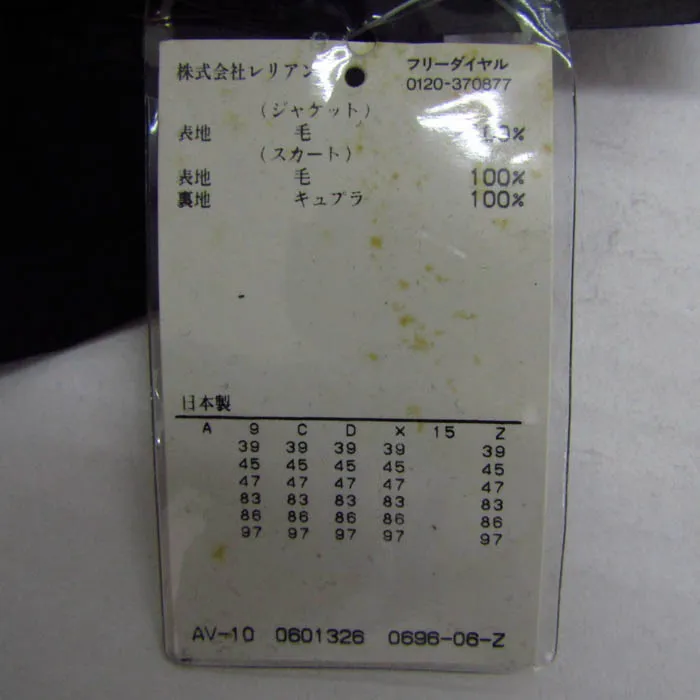 株式会社レリアン フリーダイヤル
0120-370877
(ジャケット)
表地 毛 100%
(スカート)
表地 毛 100%
裏地 キュプラ 100%
日本製
A 9 C D X 15 Z
39 39 39 39 39
45 45 45 45 45
47 47 47 47 47
83 83 83 83 83
86 86 86 86 86
97 97 97 97 97
AV-10 0601326 0696-06-Z